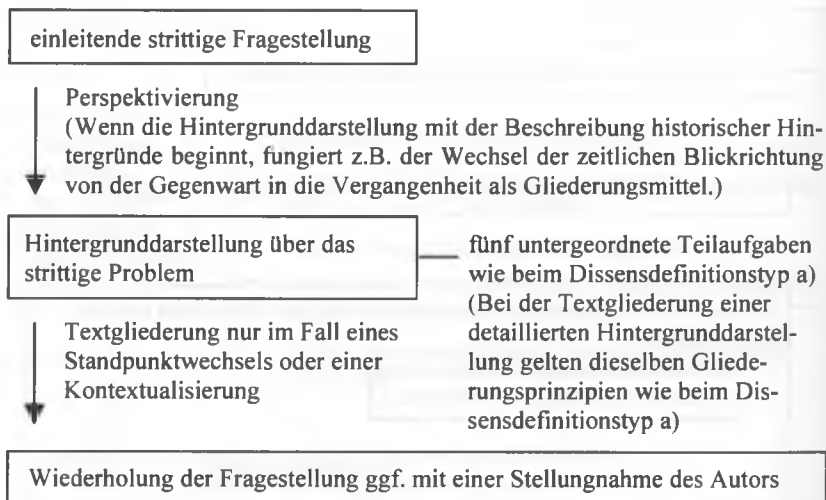 einleitende strittige Fragestellung
Perspektivierung
(Wenn die Hintergrunddarstellung mit der Beschreibung historischer Hin-
tergründe beginnt, fungiert z.B. der Wechsel der zeitlichen Blickrichtung
von der Gegenwart in die Vergangenheit als Gliederungsmittel.)
Hintergrunddarstellung über das
strittige Problem
fünf untergeordnete Teilaufgaben
wie beim Dissensdefinitionstyp a)
(Bei der Textgliederung einer
detaillierten Hintergrunddarstel-
lung gelten dieselben Gliede-
rungsprinzipien wie beim Dis-
sensdefinitionstyp a)
Textgliederung nur im Fall eines
Standpunktwechsels oder einer
Kontextualisierung
Wiederholung der Fragestellung ggf. mit einer Stellungnahme des Autors